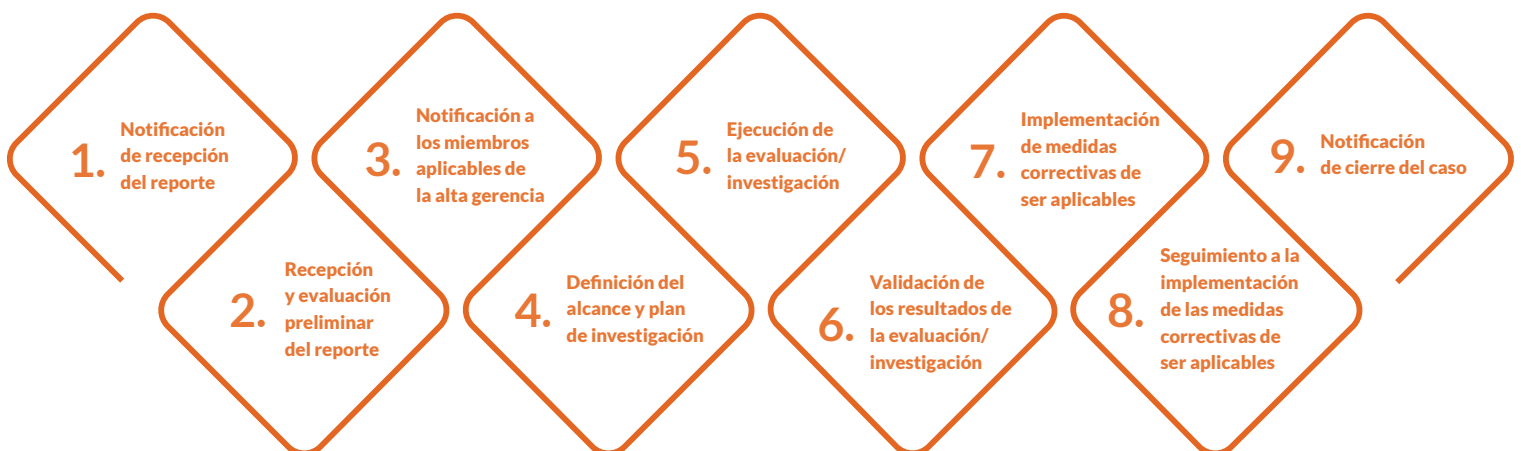 1.
Notificación
de recepción
del reporte
2.
Recepción
y evaluación
preliminar
del reporte
3.
Notificación a
los miembros
aplicables de
la alta gerencia
4.
Definición del
alcance y plan
de investigación
5.
Ejecución de
la evaluación/
investigación
6.
Validación de
los resultados de
la evaluación/
investigación
7.
Implementación
de medidas
correctivas de
ser aplicables
8.
Seguimiento a la
implementación
de las medidas
correctivas de
ser aplicables
9.
Notificación
de cierre del caso